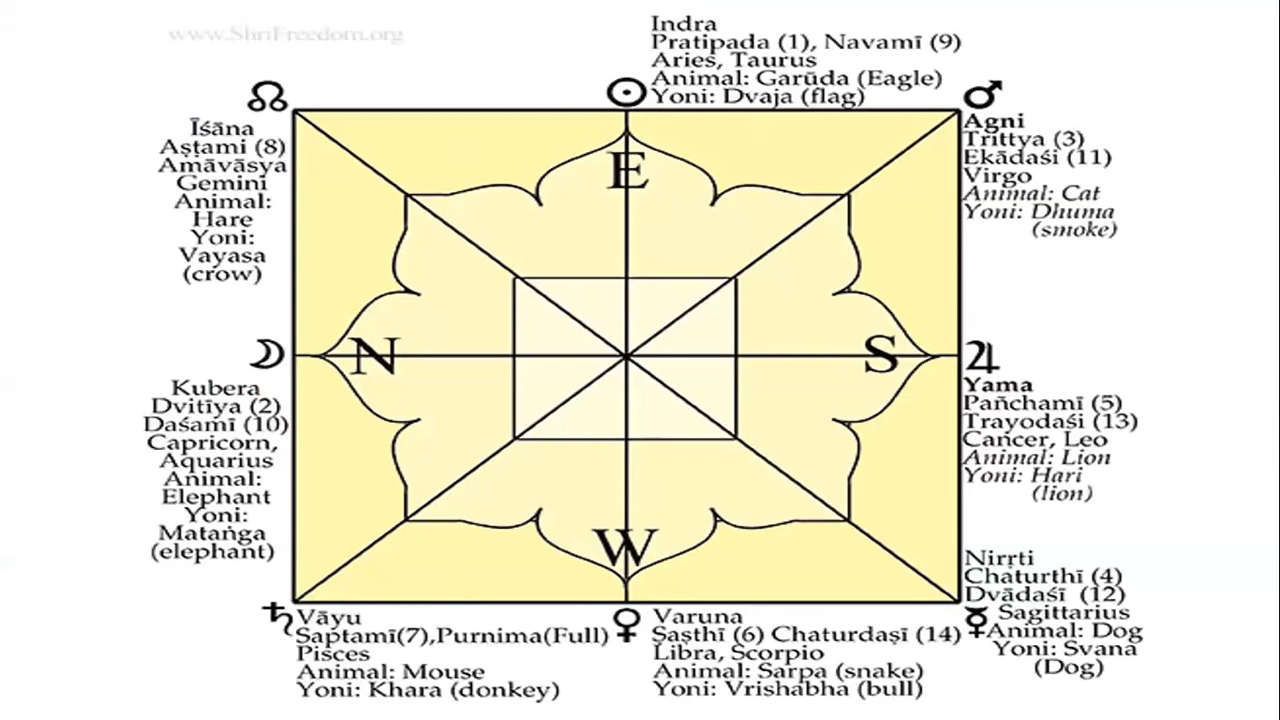 www.ShriFreedom.org
Indra
Pratipada (1), Navamī (9)
Aries, Taurus
Animal: Garūda (Eagle)
Yoni: Dvaja (flag)
Īśāna
Aṣṭami (8)
Amāvāsya
Gemini
Animal:
Hare
Yoni:
Vayasa
(crow)
Agni
Trittya (3)
Ekādaśi (11)
Virgo
Animal: Cat
Yoni: Dhuma
(smoke)
E
N
S
W
Kubera
Dvitīya (2)
Daśamī (10)
Capricorn,
Aquarius
Animal:
Elephant
Yoni:
Mataṅga
(elephant)
Yama
Pañchamī (5)
Trayodaśi (13)
Cancer, Leo
Animal: Lion
Yoni: Hari
(lion)
Nirṛti
Chaturthī (4)
Dvādaśī (12)
Sagittarius
Animal: Dog
Yoni: Svana
(Dog)
Vāyu
Saptamī(7),Purnima(Full)
Pisces
Animal: Mouse
Yoni: Khara (donkey)
Varuna
Ṣaṣthī (6) Chaturdaṣī (14)
Libra, Scorpio
Animal: Sarpa (snake)
Yoni: Vrishabha (bull)